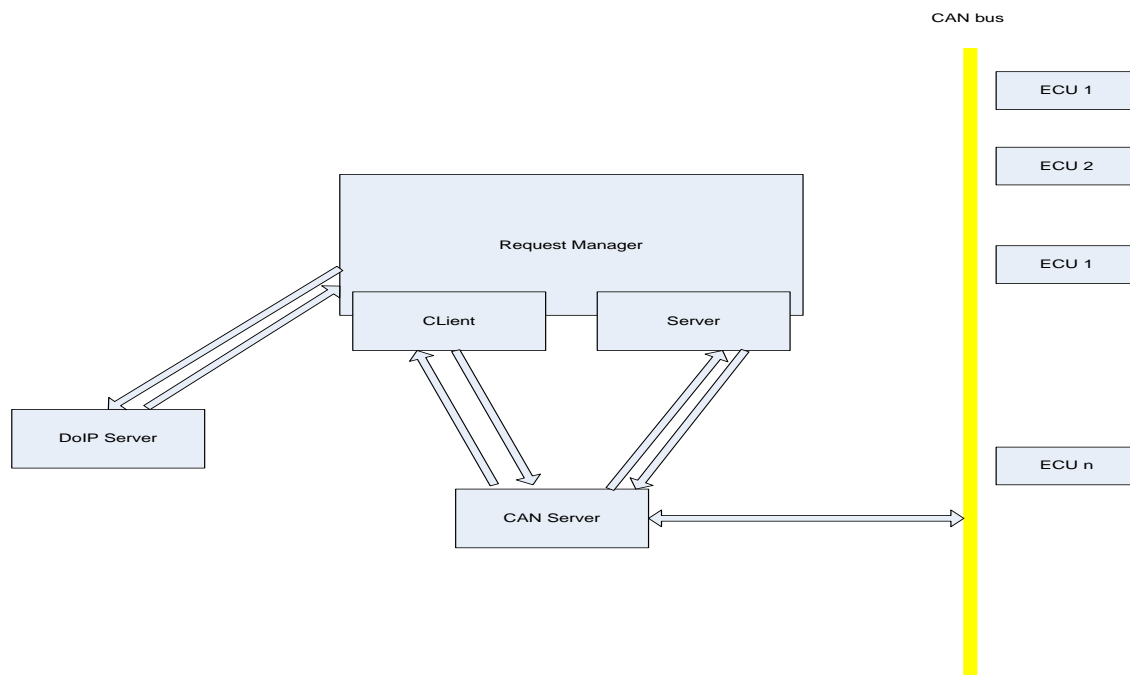 CAN bus
ECU 1
ECU 2
Request Manager
ECU 1
CLient
Server
DoIP Server
ECU n
CAN Server